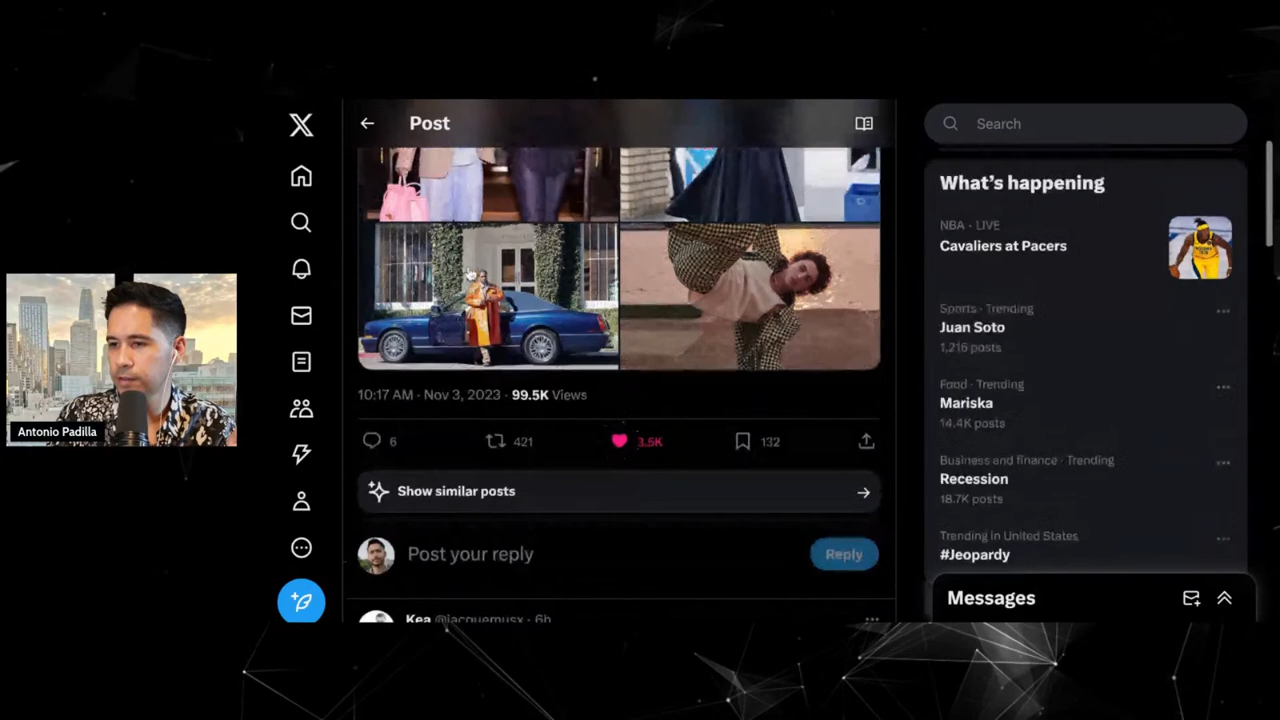 Post
Search
What's happening
NBA · LIVE
Cavaliers at Pacers
Sports · Trending
Juan Soto
1,216 posts
Food · Trending
Mariska
14.4K posts
Business and finance · Trending
Recession
18.7K posts
Trending in United States
#Jeopardy
Messages
10:17 AM · Nov 3, 2023 · 99.5K Views
6
421
3.5K
132
Show similar posts
Post your reply
Reply
Kea @jacquemusx · 6h
Antonio Padilla